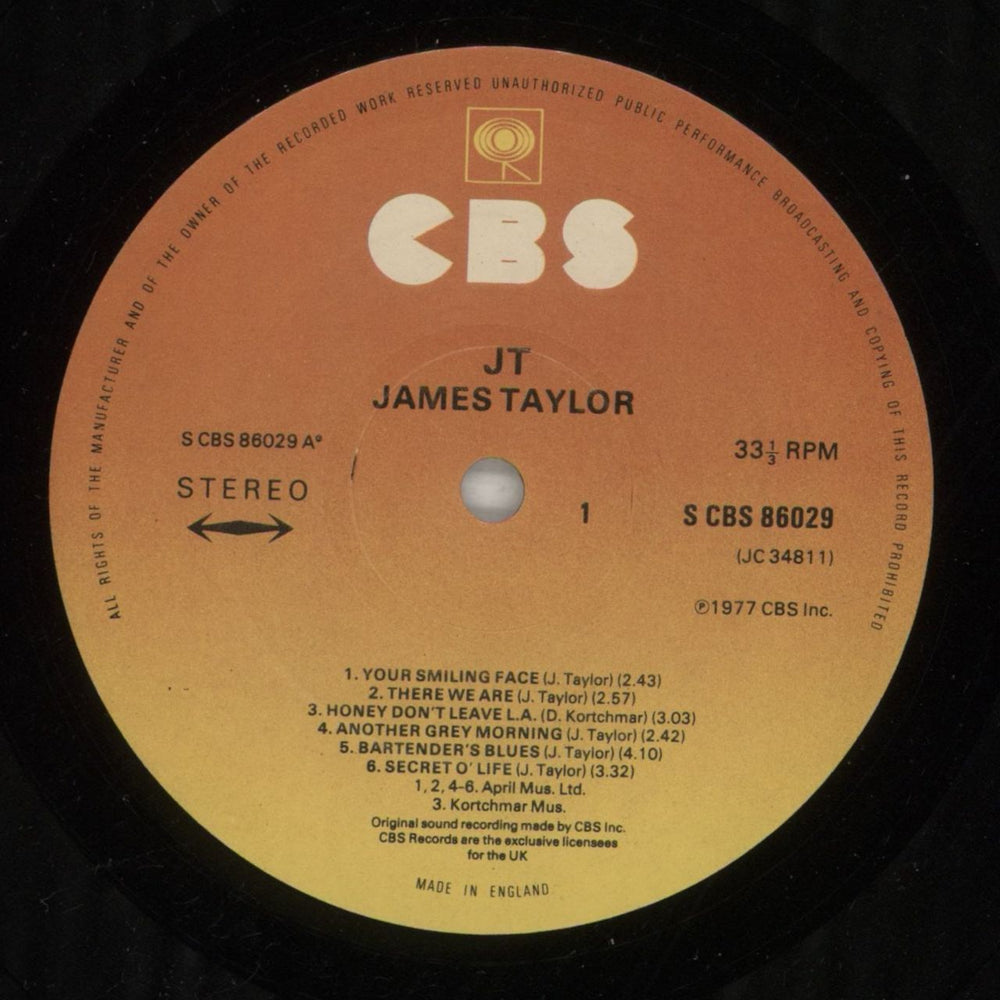 ALL RIGHTS OF THE MANUFACTURER AND OF THE OWNER OF THE RECORDED WORK RESERVED UNAUTHORIZED PUBLIC PERFORMANCE BROADCASTING AND COPYING OF THIS RECORD PROHIBITED
CBS
JT
JAMES TAYLOR
S CBS 86029 Aº
STEREO
33⅓ RPM
1
S CBS 86029
(JC 34811)
℗1977 CBS Inc.
1. YOUR SMILING FACE (J. Taylor) (2.43)
2. THERE WE ARE (J. Taylor) (2.57)
3. HONEY DON'T LEAVE L.A. (D. Kortchmar) (3.03)
4. ANOTHER GREY MORNING (J. Taylor) (2.42)
5. BARTENDER'S BLUES (J. Taylor) (4.10)
6. SECRET O' LIFE (J. Taylor) (3.32)
1, 2, 4-6. April Mus. Ltd.
3. Kortchmar Mus.
Original sound recording made by CBS Inc.
CBS Records are the exclusive licensees
for the UK
MADE IN ENGLAND